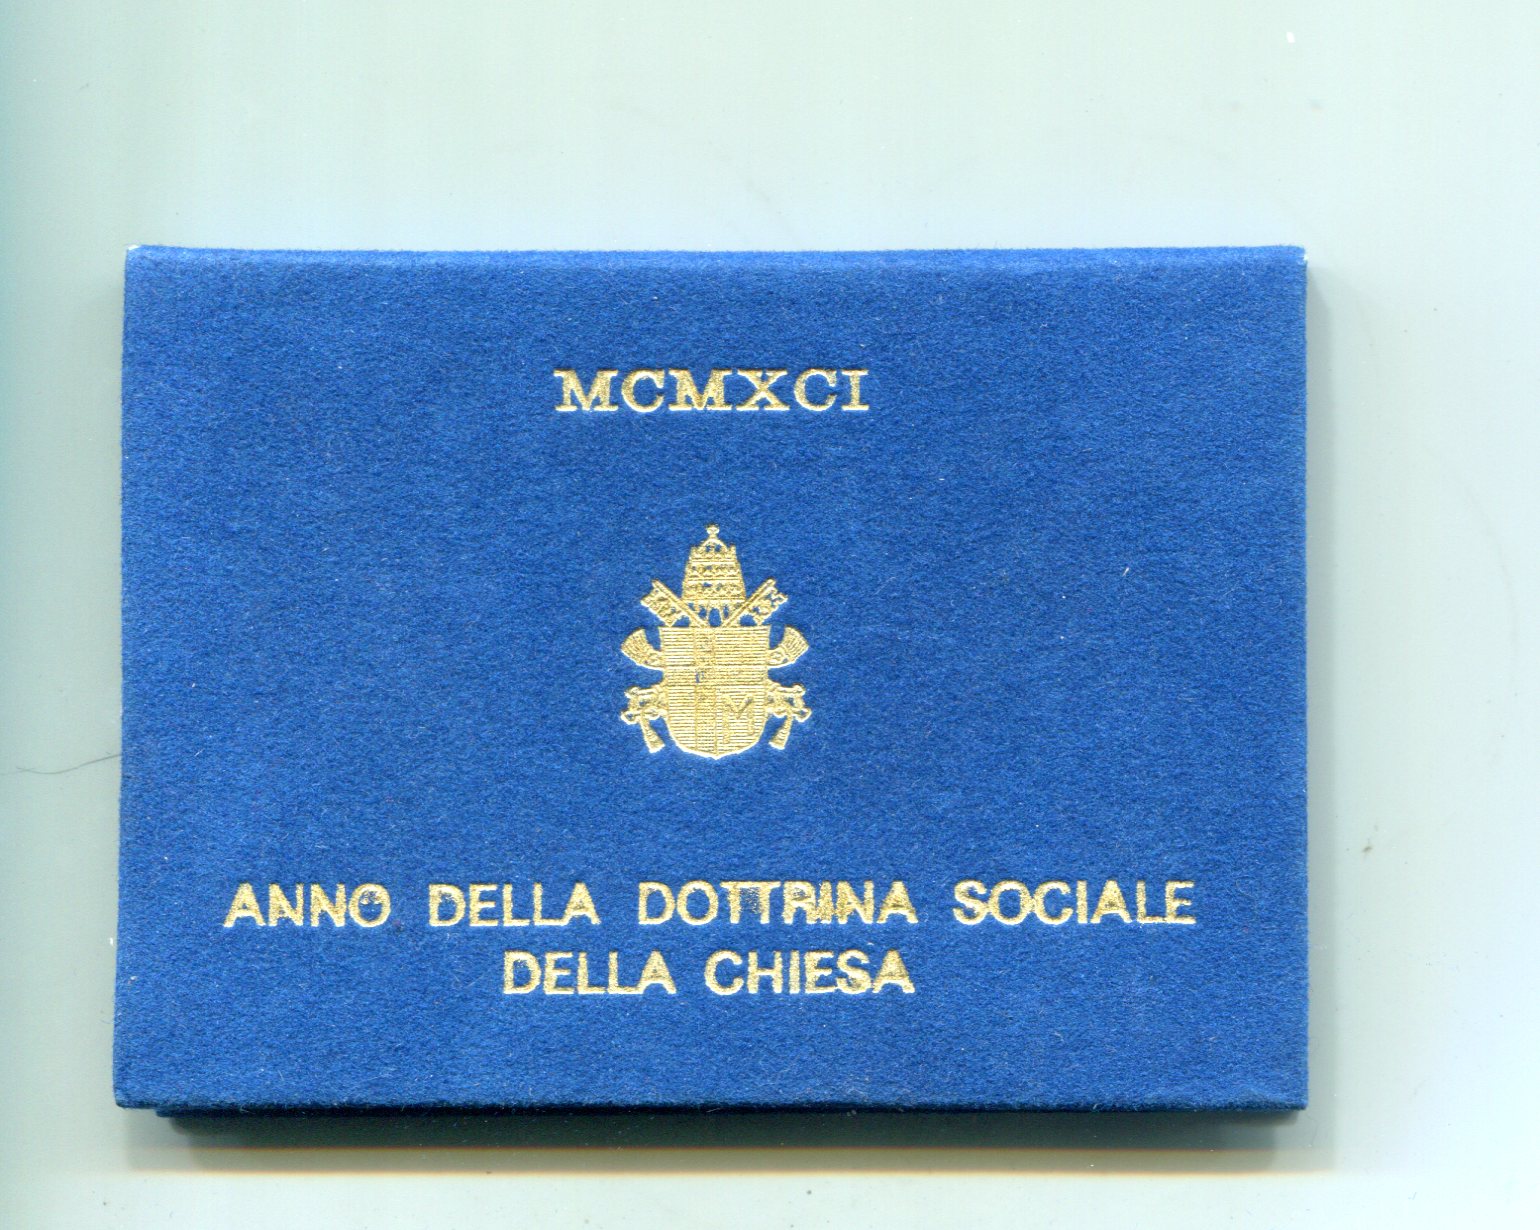 MCMXCI
ANNO DELLA DOTTRINA SOCIALE
DELLA CHIESA